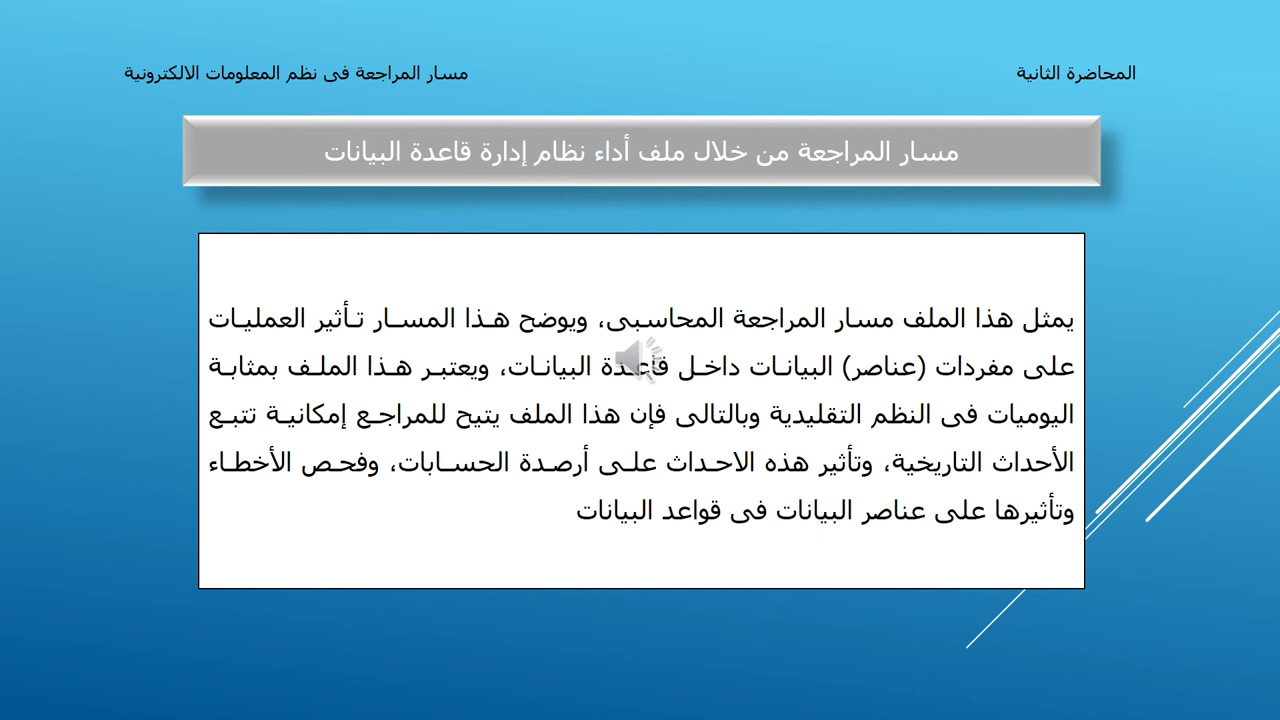 المحاضرة الثانية
مسار المراجعة فى نظم المعلومات الالكترونية
مسار المراجعة من خلال ملف أداء نظام إدارة قاعدة البيانات
يمثل هذا الملف مسار المراجعة المحاسبى، ويوضح هذا المسار تأثير العمليات
على مفردات (عناصر) البيانات داخل قاعدة البيانات، ويعتبر هذا الملف بمثابة
اليوميات فى النظم التقليدية وبالتالى فإن هذا الملف يتيح للمراجع إمكانية تتبع
الأحداث التاريخية، وتأثير هذه الاحداث على أرصدة الحسابات، وفحص الأخطاء
وتأثيرها على عناصر البيانات فى قواعد البيانات